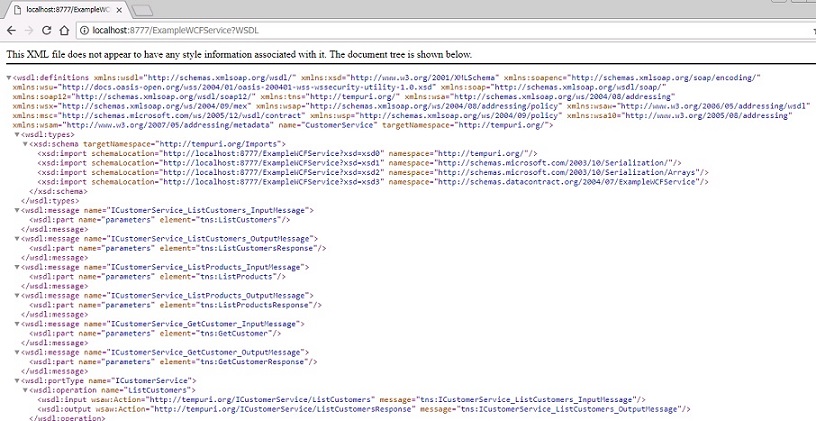 localhost:8777/ExampleWC
localhost:8777/ExampleWCFService?WSDL
This XML file does not appear to have any style information associated with it. The document tree is shown below.
<wsdl:definitions xmlns:wsdl="http://schemas.xmlsoap.org/wsdl/" xmlns:xsd="http://www.w3.org/2001/XMLSchema" xmlns:soapenc="http://schemas.xmlsoap.org/soap/encoding/"
xmlns:wsu="http://docs.oasis-open.org/wss/2004/01/oasis-200401-wss-wssecurity-utility-1.0.xsd" xmlns:soap="http://schemas.xmlsoap.org/wsdl/soap/"
xmlns:soap12="http://schemas.xmlsoap.org/wsdl/soap12/" xmlns:tns="http://tempuri.org/" xmlns:wsa="http://schemas.xmlsoap.org/ws/2004/08/addressing"
xmlns:wsx="http://schemas.xmlsoap.org/ws/2004/09/mex" xmlns:wsap="http://schemas.xmlsoap.org/ws/2004/08/addressing/policy" xmlns:wsaw="http://www.w3.org/2006/05/addressing/wsdl"
xmlns:msc="http://schemas.microsoft.com/ws/2005/12/wsdl/contract" xmlns:wsp="http://schemas.xmlsoap.org/ws/2004/09/policy" xmlns:wsa10="http://www.w3.org/2005/08/addressing"
xmlns:wsam="http://www.w3.org/2007/05/addressing/metadata" name="CustomerService" targetNamespace="http://tempuri.org/">
<wsdl:types>
<xsd:schema targetNamespace="http://tempuri.org/Imports">
<xsd:import schemaLocation="http://localhost:8777/ExampleWCFService?xsd=xsd0" namespace="http://tempuri.org/"/>
<xsd:import schemaLocation="http://localhost:8777/ExampleWCFService?xsd=xsd1" namespace="http://schemas.microsoft.com/2003/10/Serialization/"/>
<xsd:import schemaLocation="http://localhost:8777/ExampleWCFService?xsd=xsd2" namespace="http://schemas.microsoft.com/2003/10/Serialization/Arrays"/>
<xsd:import schemaLocation="http://localhost:8777/ExampleWCFService?xsd=xsd3" namespace="http://schemas.datacontract.org/2004/07/ExampleWCFService"/>
</xsd:schema>
</wsdl:types>
<wsdl:message name="ICustomerService_ListCustomers_InputMessage">
<wsdl:part name="parameters" element="tns:ListCustomers"/>
</wsdl:message>
<wsdl:message name="ICustomerService_ListCustomers_OutputMessage">
<wsdl:part name="parameters" element="tns:ListCustomersResponse"/>
</wsdl:message>
<wsdl:message name="ICustomerService_ListProducts_InputMessage">
<wsdl:part name="parameters" element="tns:ListProducts"/>
</wsdl:message>
<wsdl:message name="ICustomerService_ListProducts_OutputMessage">
<wsdl:part name="parameters" element="tns:ListProductsResponse"/>
</wsdl:message>
<wsdl:message name="ICustomerService_GetCustomer_InputMessage">
<wsdl:part name="parameters" element="tns:GetCustomer"/>
</wsdl:message>
<wsdl:message name="ICustomerService_GetCustomer_OutputMessage">
<wsdl:part name="parameters" element="tns:GetCustomerResponse"/>
</wsdl:message>
<wsdl:portType name="ICustomerService">
<wsdl:operation name="ListCustomers">
<wsdl:input wsaw:Action="http://tempuri.org/ICustomerService/ListCustomers" message="tns:ICustomerService_ListCustomers_InputMessage"/>
<wsdl:output wsaw:Action="http://tempuri.org/ICustomerService/ListCustomersResponse" message="tns:ICustomerService_ListCustomers_OutputMessage"/>
</wsdl:operation>